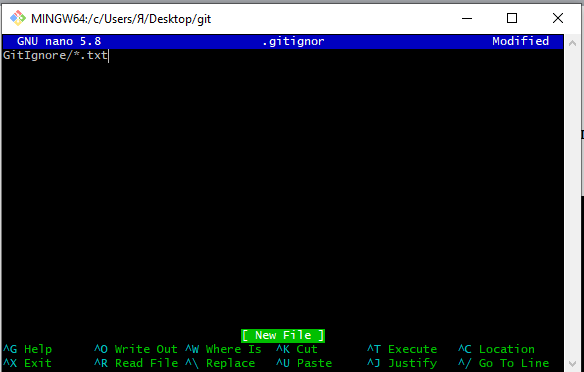 MINGW64:/c/Users/Я/Desktop/git
GNU nano 5.8 .gitignor Modified
GitIgnore/*.txt
[ New File ]
^G Help ^O Write Out ^W Where Is ^K Cut ^T Execute ^C Location
^X Exit ^R Read File ^\ Replace ^U Paste ^J Justify ^/ Go To Line